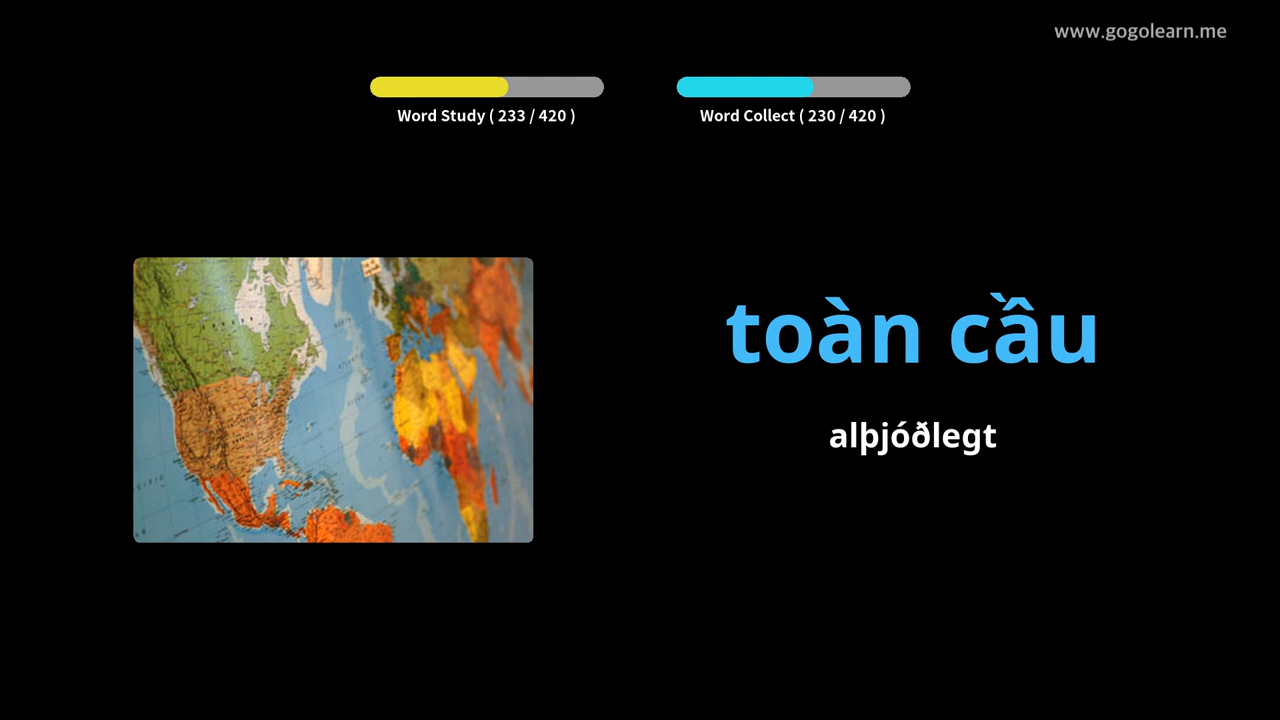 www.gogolearn.me
Word Study ( 233 / 420 )
Word Collect ( 230 / 420 )
toàn cầu
alþjóðlegt